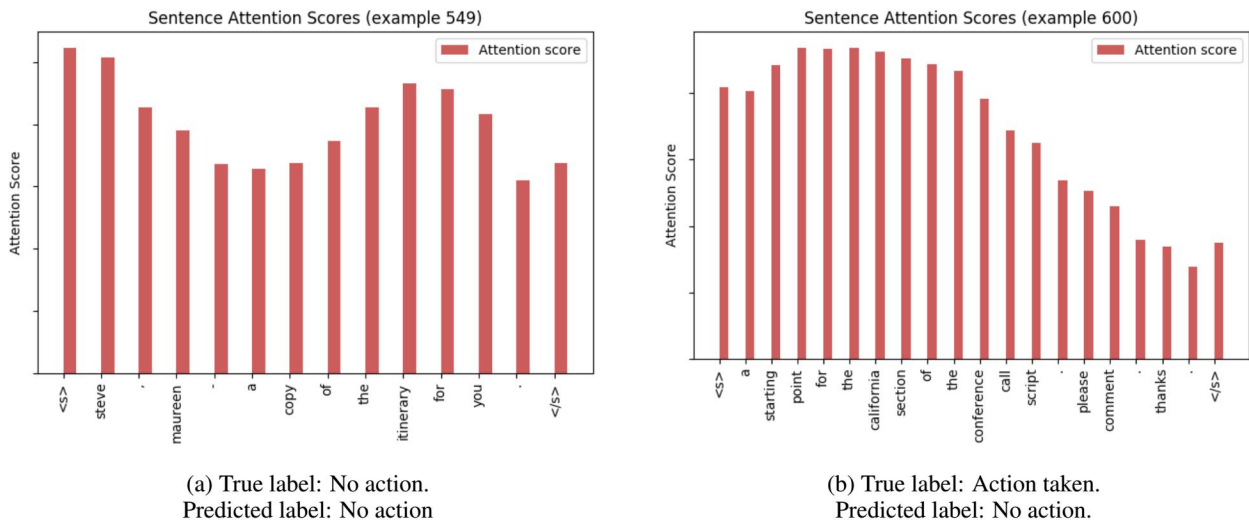 Sentence Attention Scores (example 549)
Attention score
Attention Score
<s>
steve
,
maureen
-
a
copy
of
the
itinerary
for
you
.
</s>
(a) True label: No action.
Predicted label: No action
Sentence Attention Scores (example 600)
Attention score
Attention Score
<s>
a
starting
point
for
the
california
section
of
the
conference
call
script
.
please
comment
.
thanks
.
</s>
(b) True label: Action taken.
Predicted label: No action.